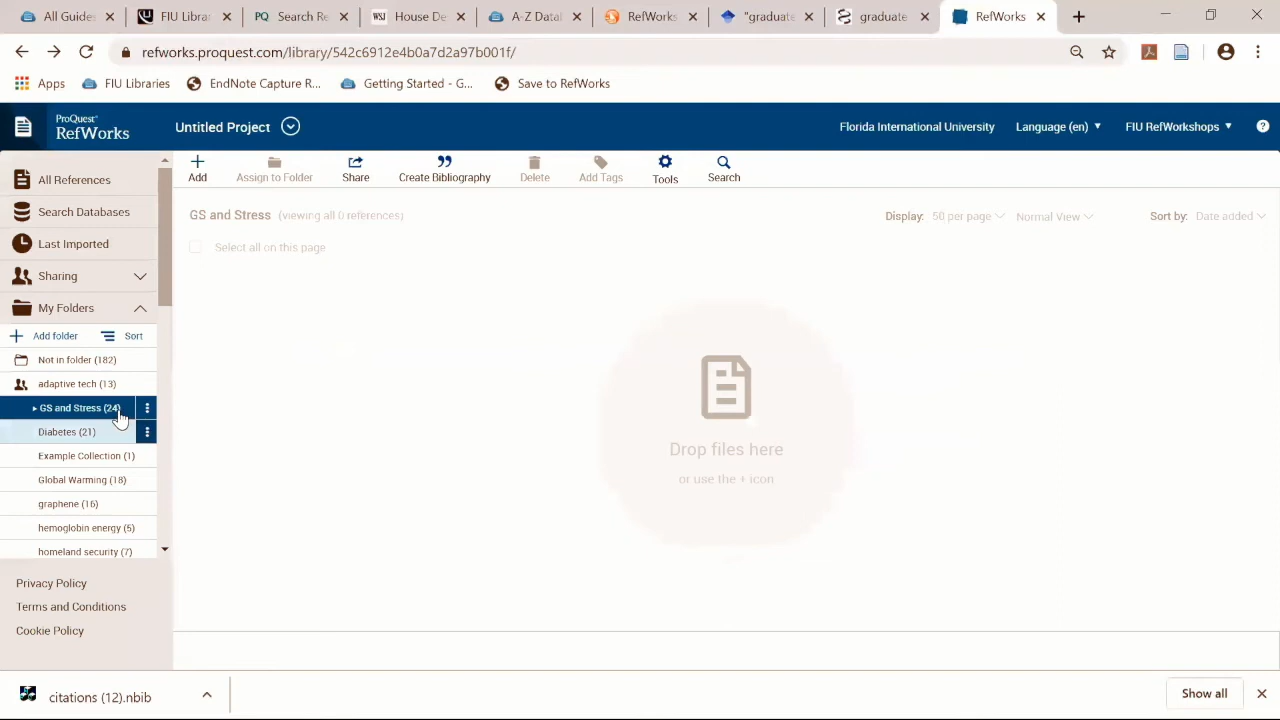 All Guides
FIU Librar
PQ Search Re
WSJ House De
A-Z Datab
RefWorks
"graduate
graduate
RefWorks
refworks.proquest.com/library/542c6912e4b0a7d2a97b001f/
Apps
FIU Libraries
EndNote Capture R...
Getting Started - G...
Save to RefWorks
ProQuest
RefWorks
Untitled Project
Florida International University
Language (en)
FIU RefWorkshops
?
Add
Assign to Folder
Share
Create Bibliography
Delete
Add Tags
Tools
Search
All References
Search Databases
Last Imported
Sharing
My Folders
Add folder
Sort
Not in folder (182)
adaptive tech (13)
GS and Stress (24)
Diabetes (21)
Example Collection (1)
Global Warming (18)
graphene (16)
hemoglobin energy (5)
homeland security (7)
Privacy Policy
Terms and Conditions
Cookie Policy
GS and Stress (viewing all 0 references)
Display: 50 per page Normal View
Sort by: Date added
Select all on this page
Drop files here
or use the + icon
citations (12).nbib
Show all